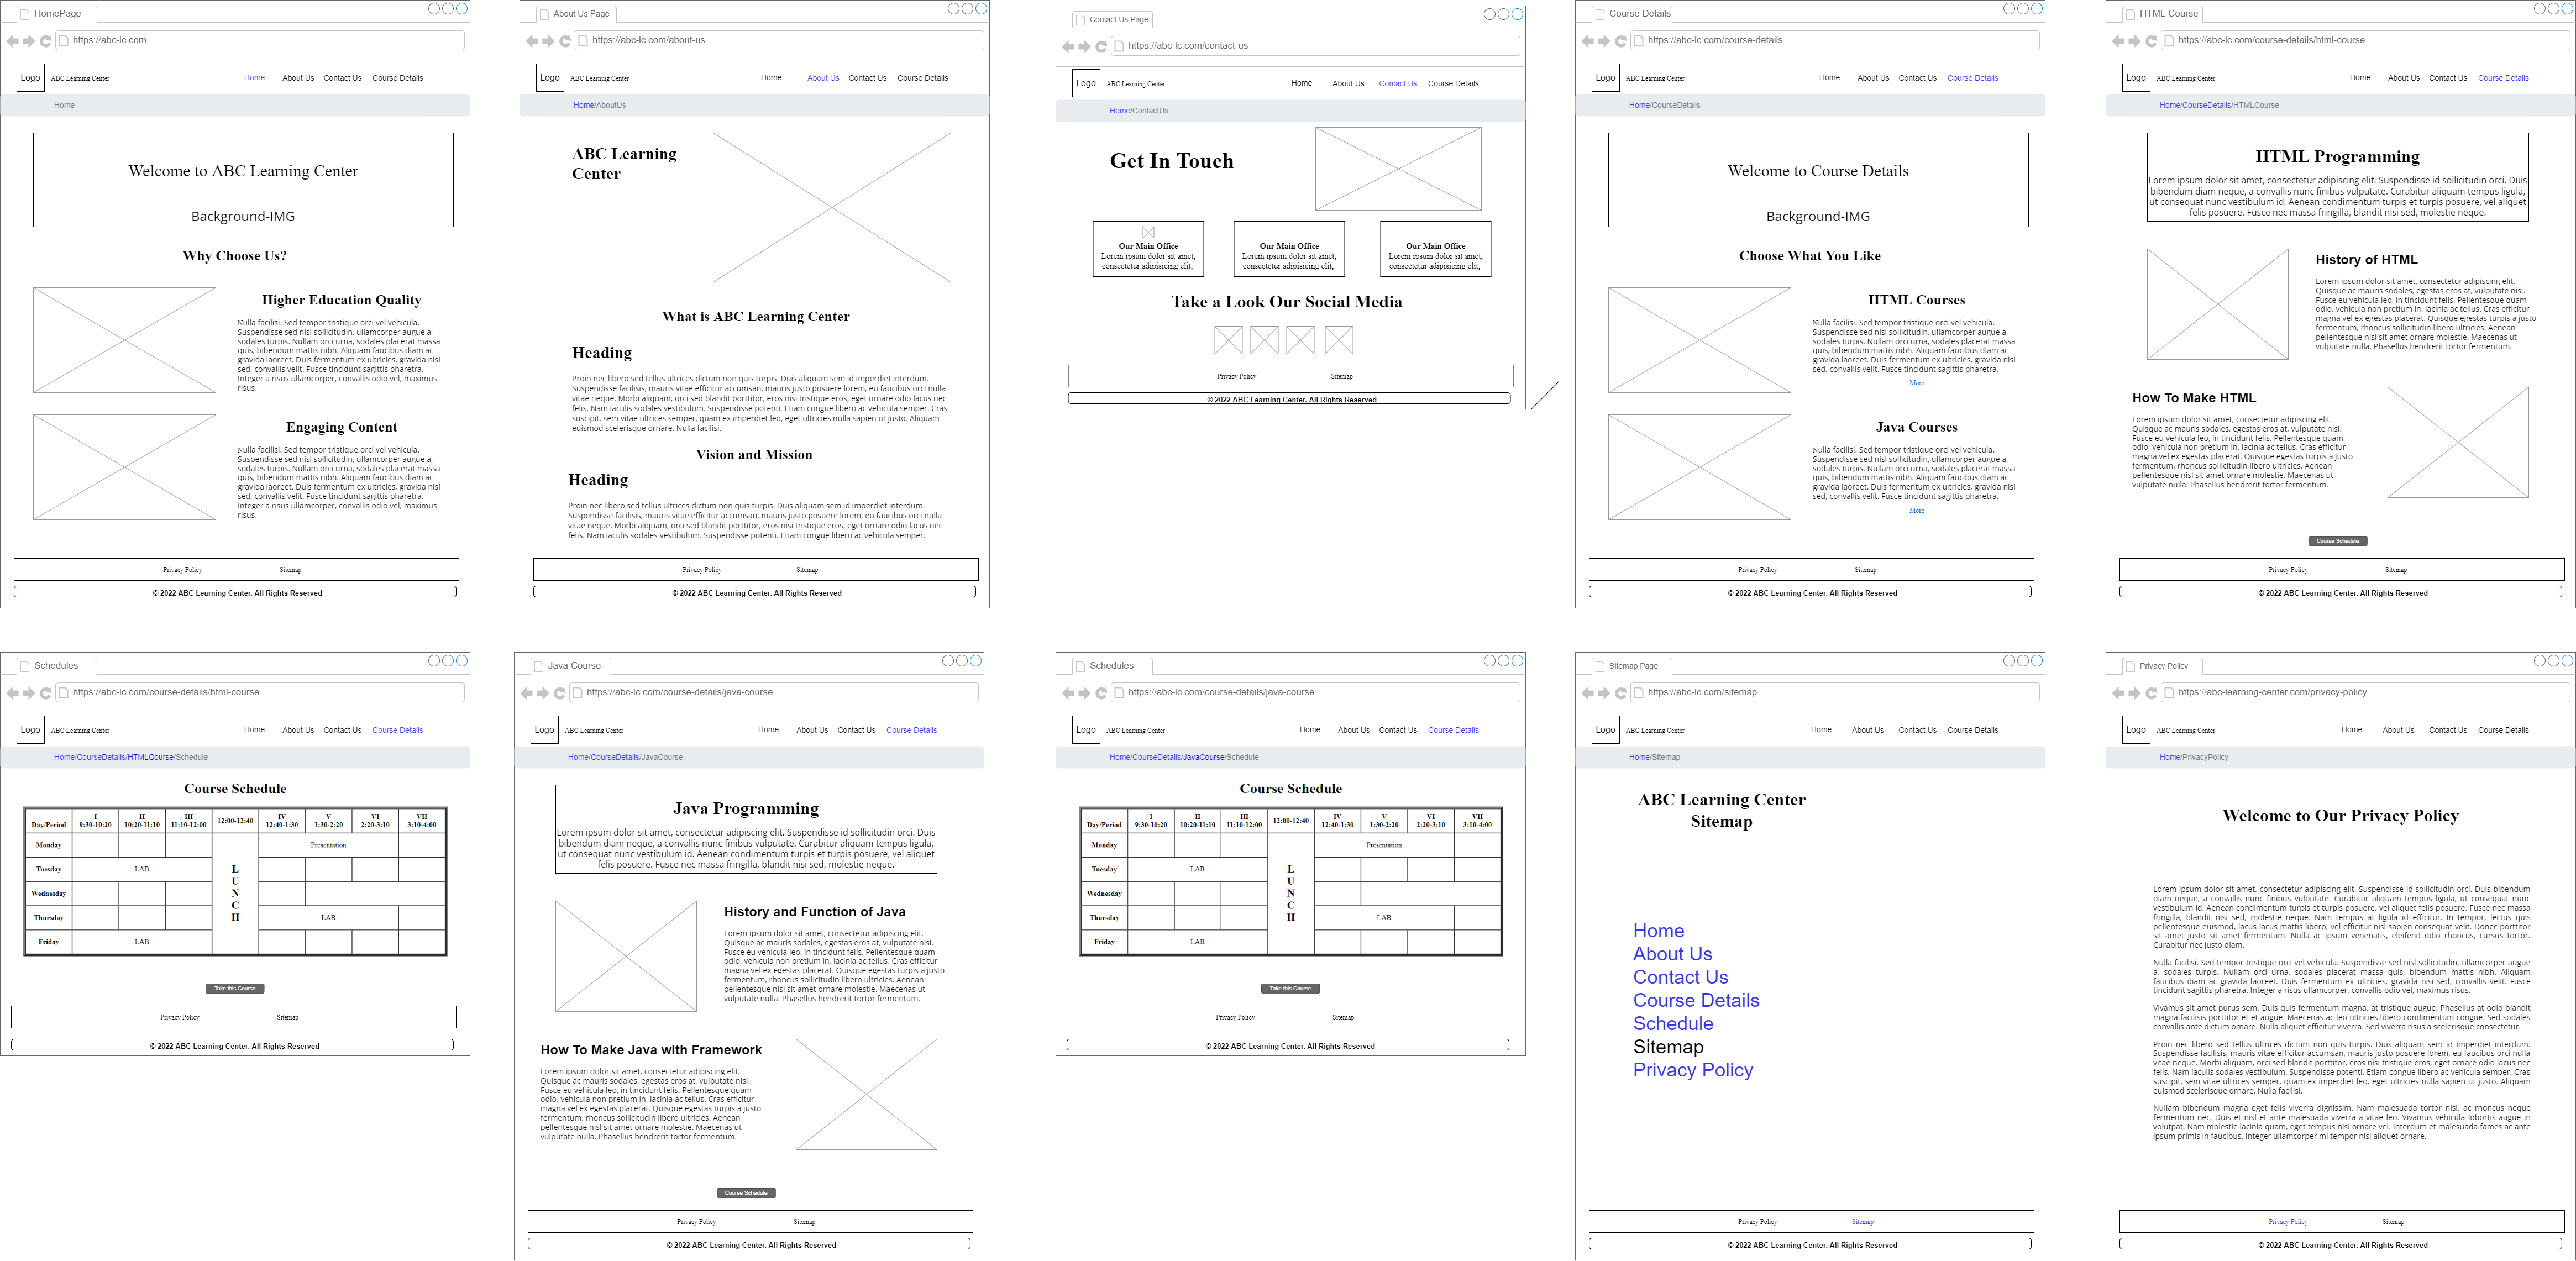 HomePage
https://abc-lc.com
Logo
ABC Learning Center
Home
About Us
Contact Us
Course Details
Home
Welcome to ABC Learning Center
Background-IMG
Why Choose Us?
Higher Education Quality
Nulla facilisi. Sed tempor tristique orci vel vehicula.
Suspendisse sed nisl sollicitudin, ullamcorper augue a,
sodales turpis. Nullam orci urna, sodales placerat massa
quis, bibendum mattis nibh. Aliquam faucibus diam ac
gravida laoreet. Duis fermentum ex ultricies, gravida nisi
sed, convallis velit. Fusce tincidunt sagittis pharetra.
Integer a risus ullamcorper, convallis odio vel, maximus
risus.
Engaging Content
Nulla facilisi. Sed tempor tristique orci vel vehicula.
Suspendisse sed nisl sollicitudin, ullamcorper augue a,
sodales turpis. Nullam orci urna, sodales placerat massa
quis, bibendum mattis nibh. Aliquam faucibus diam ac
gravida laoreet. Duis fermentum ex ultricies, gravida nisi
sed, convallis velit. Fusce tincidunt sagittis pharetra.
Integer a risus ullamcorper, convallis odio vel, maximus
risus.
Privacy Policy
Sitemap
© 2022 ABC Learning Center. All Rights Reserved
About Us Page
https://abc-lc.com/about-us
Logo
ABC Learning Center
Home
About Us
Contact Us
Course Details
Home/AboutUs
ABC Learning
Center
What is ABC Learning Center
Heading
Proin nec libero sed tellus ultrices dictum non quis turpis. Duis aliquam sem id imperdiet interdum.
Suspendisse facilisis, mauris vitae efficitur accumsan, mauris justo posuere lorem, eu faucibus orci nulla
vitae neque. Morbi aliquam, orci sed blandit porttitor, eros nisi tristique eros, eget ornare odio lacus nec
felis. Nam iaculis sodales vestibulum. Suspendisse potenti. Etiam congue libero ac vehicula semper. Cras
suscipit, sem vitae ultrices semper, quam ex imperdiet leo, eget ultricies nulla sapien ut justo. Aliquam
euismod scelerisque ornare. Nulla facilisi.
Vision and Mission
Heading
Proin nec libero sed tellus ultrices dictum non quis turpis. Duis aliquam sem id imperdiet interdum.
Suspendisse facilisis, mauris vitae efficitur accumsan, mauris justo posuere lorem, eu faucibus orci nulla
vitae neque. Morbi aliquam, orci sed blandit porttitor, eros nisi tristique eros, eget ornare odio lacus nec
felis. Nam iaculis sodales vestibulum. Suspendisse potenti. Etiam congue libero ac vehicula semper.
Privacy Policy
Sitemap
© 2022 ABC Learning Center. All Rights Reserved
Contact Us Page
https://abc-lc.com/contact-us
Logo
ABC Learning Center
Home
About Us
Contact Us
Course Details
Home/ContactUs
Get In Touch
Our Main Office
Lorem ipsum dolor sit amet,
consectetur adipisicing elit,
Our Main Office
Lorem ipsum dolor sit amet,
consectetur adipisicing elit,
Our Main Office
Lorem ipsum dolor sit amet,
consectetur adipisicing elit,
Take a Look Our Social Media
Privacy Policy
Sitemap
© 2022 ABC Learning Center. All Rights Reserved
Course Details
https://abc-lc.com/course-details
Logo
ABC Learning Center
Home
About Us
Contact Us
Course Details
Home/CourseDetails
Welcome to Course Details
Background-IMG
Choose What You Like
HTML Courses
Nulla facilisi. Sed tempor tristique orci vel vehicula.
Suspendisse sed nisl sollicitudin, ullamcorper augue a,
sodales turpis. Nullam orci urna, sodales placerat massa
quis, bibendum mattis nibh. Aliquam faucibus diam ac
gravida laoreet. Duis fermentum ex ultricies, gravida nisi
sed, convallis velit. Fusce tincidunt sagittis pharetra.
More
Java Courses
Nulla facilisi. Sed tempor tristique orci vel vehicula.
Suspendisse sed nisl sollicitudin, ullamcorper augue a,
sodales turpis. Nullam orci urna, sodales placerat massa
quis, bibendum mattis nibh. Aliquam faucibus diam ac
gravida laoreet. Duis fermentum ex ultricies, gravida nisi
sed, convallis velit. Fusce tincidunt sagittis pharetra.
More
Privacy Policy
Sitemap
© 2022 ABC Learning Center. All Rights Reserved
HTML Course
https://abc-lc.com/course-details/html-course
Logo
ABC Learning Center
Home
About Us
Contact Us
Course Details
Home/CourseDetails/HTMLCourse
HTML Programming
Lorem ipsum dolor sit amet, consectetur adipiscing elit. Suspendisse id sollicitudin orci. Duis
bibendum diam neque, a convallis nunc finibus vulputate. Curabitur aliquam tempus ligula,
ut consequat nunc vestibulum id. Aenean condimentum turpis et turpis posuere, vel aliquet
felis posuere. Fusce nec massa fringilla, blandit nisi sed, molestie neque.
History of HTML
Lorem ipsum dolor sit amet, consectetur adipiscing elit.
Quisque ac mauris sodales, egestas eros at, vulputate nisi.
Fusce eu vehicula leo, in tincidunt felis. Pellentesque quam
odio, vehicula non pretium in, lacinia ac tellus. Cras efficitur
magna vel ex egestas placerat. Quisque egestas turpis a justo
fermentum, rhoncus sollicitudin libero ultricies. Aenean
pellentesque nisl sit amet ornare molestie. Maecenas ut
vulputate nulla. Phasellus hendrerit tortor fermentum.
How To Make HTML
Lorem ipsum dolor sit amet, consectetur adipiscing elit.
Quisque ac mauris sodales, egestas eros at, vulputate nisi.
Fusce eu vehicula leo, in tincidunt felis. Pellentesque quam
odio, vehicula non pretium in, lacinia ac tellus. Cras efficitur
magna vel ex egestas placerat. Quisque egestas turpis a justo
fermentum, rhoncus sollicitudin libero ultricies. Aenean
pellentesque nisl sit amet ornare molestie. Maecenas ut
vulputate nulla. Phasellus hendrerit tortor fermentum.
Course Schedule
Privacy Policy
Sitemap
© 2022 ABC Learning Center. All Rights Reserved
Schedules
https://abc-lc.com/course-details/html-course
Logo
ABC Learning Center
Home
About Us
Contact Us
Course Details
Home/CourseDetails/HTMLCourse/Schedule
Course Schedule
Day/Period
I
9:30-10:20
II
10:20-11:10
III
11:10-12:00
12:00-12:40
IV
12:40-1:30
V
1:30-2:20
VI
2:20-3:10
VII
3:10-4:00
Monday
Presentation
Tuesday
LAB
LUNCH
Wednesday
Thursday
LAB
Friday
LAB
Take this Course
Privacy Policy
Sitemap
© 2022 ABC Learning Center. All Rights Reserved
Java Course
https://abc-lc.com/course-details/java-course
Logo
ABC Learning Center
Home
About Us
Contact Us
Course Details
Home/CourseDetails/JavaCourse
Java Programming
Lorem ipsum dolor sit amet, consectetur adipiscing elit. Suspendisse id sollicitudin orci. Duis
bibendum diam neque, a convallis nunc finibus vulputate. Curabitur aliquam tempus ligula,
ut consequat nunc vestibulum id. Aenean condimentum turpis et turpis posuere, vel aliquet
felis posuere. Fusce nec massa fringilla, blandit nisi sed, molestie neque.
History and Function of Java
Lorem ipsum dolor sit amet, consectetur adipiscing elit.
Quisque ac mauris sodales, egestas eros at, vulputate nisi.
Fusce eu vehicula leo, in tincidunt felis. Pellentesque quam
odio, vehicula non pretium in, lacinia ac tellus. Cras efficitur
magna vel ex egestas placerat. Quisque egestas turpis a justo
fermentum, rhoncus sollicitudin libero ultricies. Aenean
pellentesque nisl sit amet ornare molestie. Maecenas ut
vulputate nulla. Phasellus hendrerit tortor fermentum.
How To Make Java with Framework
Lorem ipsum dolor sit amet, consectetur adipiscing elit.
Quisque ac mauris sodales, egestas eros at, vulputate nisi.
Fusce eu vehicula leo, in tincidunt felis. Pellentesque quam
odio, vehicula non pretium in, lacinia ac tellus. Cras efficitur
magna vel ex egestas placerat. Quisque egestas turpis a justo
fermentum, rhoncus sollicitudin libero ultricies. Aenean
pellentesque nisl sit amet ornare molestie. Maecenas ut
vulputate nulla. Phasellus hendrerit tortor fermentum.
Course Schedule
Privacy Policy
Sitemap
© 2022 ABC Learning Center. All Rights Reserved
Schedules
https://abc-lc.com/course-details/java-course
Logo
ABC Learning Center
Home
About Us
Contact Us
Course Details
Home/CourseDetails/JavaCourse/Schedule
Course Schedule
Day/Period
I
9:30-10:20
II
10:20-11:10
III
11:10-12:00
12:00-12:40
IV
12:40-1:30
V
1:30-2:20
VI
2:20-3:10
VII
3:10-4:00
Monday
Presentation
Tuesday
LAB
LUNCH
Wednesday
Thursday
LAB
Friday
LAB
Take this Course
Privacy Policy
Sitemap
© 2022 ABC Learning Center. All Rights Reserved
Sitemap Page
https://abc-lc.com/sitemap
Logo
ABC Learning Center
Home
About Us
Contact Us
Course Details
Home/Sitemap
ABC Learning Center
Sitemap
Home
About Us
Contact Us
Course Details
Schedule
Sitemap
Privacy Policy
Privacy Policy
Sitemap
© 2022 ABC Learning Center. All Rights Reserved
Privacy Policy
https://abc-learning-center.com/privacy-policy
Logo
ABC Learning Center
Home
About Us
Contact Us
Course Details
Home/PrivacyPolicy
Welcome to Our Privacy Policy
Lorem ipsum dolor sit amet, consectetur adipiscing elit. Suspendisse id sollicitudin orci. Duis bibendum
diam neque, a convallis nunc finibus vulputate. Curabitur aliquam tempus ligula, ut consequat nunc
vestibulum id. Aenean condimentum turpis et turpis posuere, vel aliquet felis posuere. Fusce nec massa
fringilla, blandit nisi sed, molestie neque. Nam tempus at ligula id efficitur. In tempor, lectus quis
pellentesque euismod, lacus lacus mattis libero, vel efficitur nisl sapien consequat velit. Donec porttitor
sit amet justo sit amet fermentum. Nulla ac ipsum venenatis, eleifend odio rhoncus, cursus tortor.
Curabitur nec justo diam.
Nulla facilisi. Sed tempor tristique orci vel vehicula. Suspendisse sed nisl sollicitudin, ullamcorper augue
a, sodales turpis. Nullam orci urna, sodales placerat massa quis, bibendum mattis nibh. Aliquam
faucibus diam ac gravida laoreet. Duis fermentum ex ultricies, gravida nisi sed, convallis velit. Fusce
tincidunt sagittis pharetra. Integer a risus ullamcorper, convallis odio vel, maximus risus.
Vivamus sit amet purus sem. Duis quis fermentum magna, at tristique augue. Phasellus at odio blandit
magna facilisis porttitor et et augue. Maecenas ac leo ultricies libero condimentum congue. Sed sodales
convallis ante dictum ornare. Nulla aliquet efficitur viverra. Sed viverra risus a scelerisque consectetur.
Proin nec libero sed tellus ultrices dictum non quis turpis. Duis aliquam sem id imperdiet interdum.
Suspendisse facilisis, mauris vitae efficitur accumsan, mauris justo posuere lorem, eu faucibus orci nulla
vitae neque. Morbi aliquam, orci sed blandit porttitor, eros nisi tristique eros, eget ornare odio lacus nec
felis. Nam iaculis sodales vestibulum. Suspendisse potenti. Etiam congue libero ac vehicula semper. Cras
suscipit, sem vitae ultrices semper, quam ex imperdiet leo, eget ultricies nulla sapien ut justo. Aliquam
euismod scelerisque ornare. Nulla facilisi.
Nullam bibendum magna eget felis viverra dignissim. Nam malesuada tortor nisl, ac rhoncus neque
fermentum nec. Duis et nisl et ante malesuada viverra a vitae leo. Vivamus vehicula lobortis augue in
volutpat. Nam molestie lacinia quam, eget tempus nisi ornare vel. Interdum et malesuada fames ac ante
ipsum primis in faucibus. Integer ullamcorper mi tempor nisl aliquet ornare.
Privacy Policy
Sitemap
© 2022 ABC Learning Center. All Rights Reserved